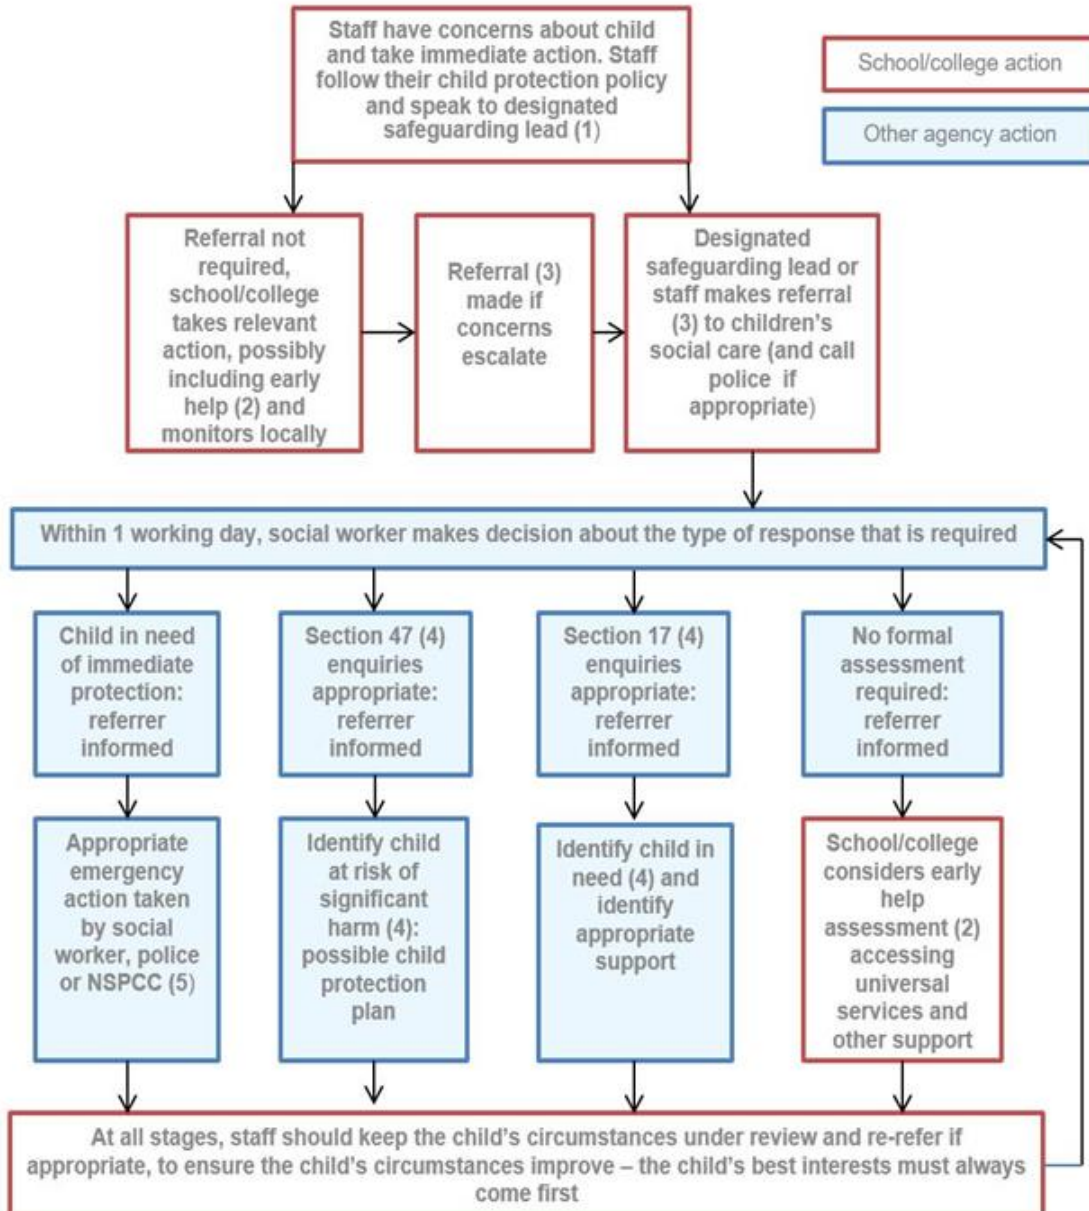 Staff have concerns about child
and take immediate action. Staff
follow their child protection policy
and speak to designated
safeguarding lead (1)
School/college action
Other agency action
Referral not
required,
school/college
takes relevant
action, possibly
including early
help (2) and
monitors locally
Referral (3)
made if
concerns
escalate
Designated
safeguarding lead or
staff makes referral
(3) to children’s
social care (and call
police if
appropriate)
Within 1 working day, social worker makes decision about the type of response that is required
Child in need
of immediate
protection:
referrer
informed
Section 47 (4)
enquiries
appropriate:
referrer
informed
Section 17 (4)
enquiries
appropriate:
referrer
informed
No formal
assessment
required:
referrer
informed
Appropriate
emergency
action taken
by social
worker, police
or NSPCC (5)
Identify child
at risk of
significant
harm (4):
possible child
protection
plan
Identify child in
need (4) and
identify
appropriate
support
School/college
considers early
help
assessment (2)
accessing
universal
services and
other support
At all stages, staff should keep the child’s circumstances under review and re-refer if
appropriate, to ensure the child’s circumstances improve – the child’s best interests must always
come first